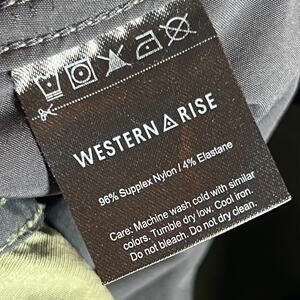 WESTERN RISE
96% Supplex Nylon / 4% Elastane
Care: Machine wash cold with similar
colors. Tumble dry low. Cool iron.
Do not bleach. Do not dry clean.